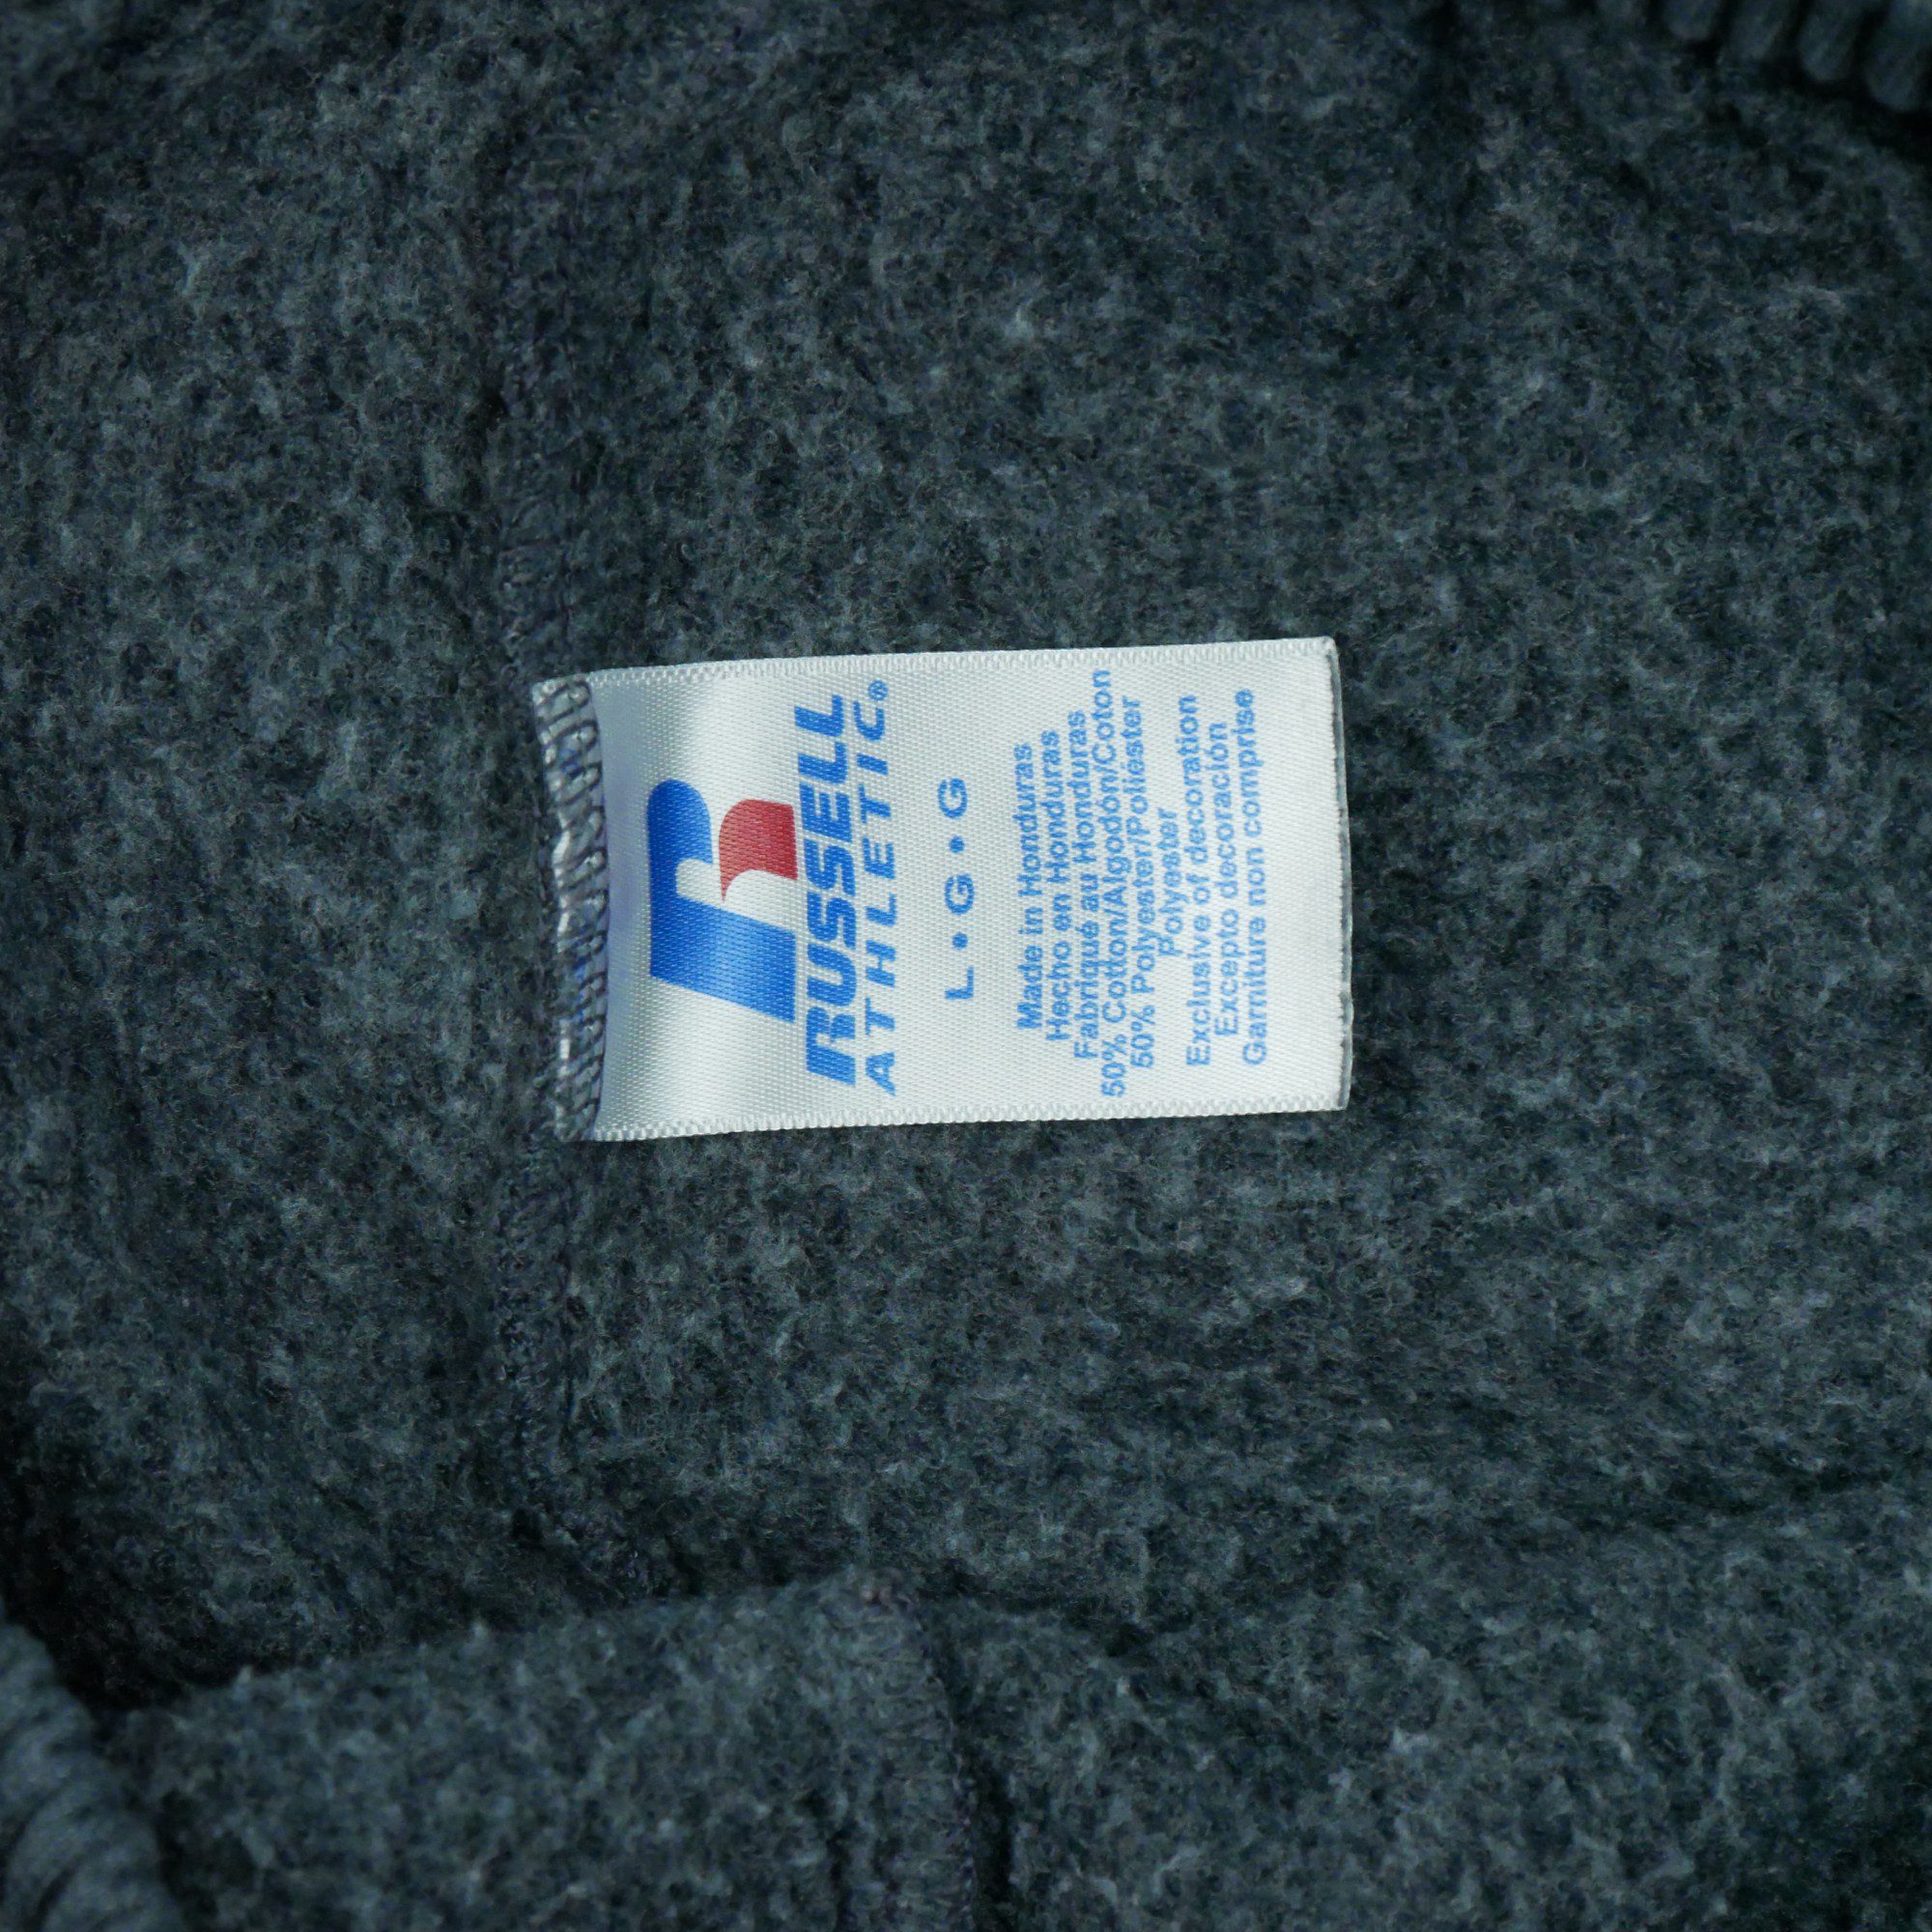 RUSSELL
ATHLETIC®
L•G•G
Made in Honduras
Hecho en Honduras
Fabriqué au Honduras
50% Cotton/Algodón/Coton
50% Polyester/Poliester
Polyester
Exclusive of decoration
Excepto decoración
Garniture non comprise